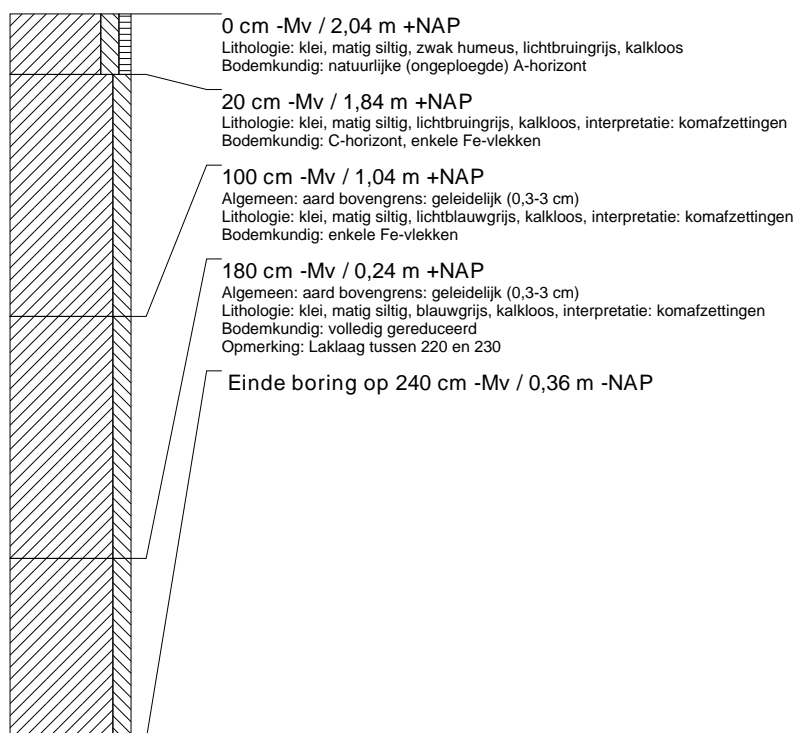 0 cm -Mv / 2,04 m +NAP
Lithologie: klei, matig siltig, zwak humeus, lichtbruingrijs, kalkloos
Bodemkundig: natuurlijke (ongeploegde) A-horizont
20 cm -Mv / 1,84 m +NAP
Lithologie: klei, matig siltig, lichtbruingrijs, kalkloos, interpretatie: komafzettingen
Bodemkundig: C-horizont, enkele Fe-vlekken
100 cm -Mv / 1,04 m +NAP
Algemeen: aard bovengrens: geleidelijk (0,3-3 cm)
Lithologie: klei, matig siltig, lichtblauwgrijs, kalkloos, interpretatie: komafzettingen
Bodemkundig: enkele Fe-vlekken
180 cm -Mv / 0,24 m +NAP
Algemeen: aard bovengrens: geleidelijk (0,3-3 cm)
Lithologie: klei, matig siltig, blauwgrijs, kalkloos, interpretatie: komafzettingen
Bodemkundig: volledig gereduceerd
Opmerking: Laklaag tussen 220 en 230
Einde boring op 240 cm -Mv / 0,36 m -NAP